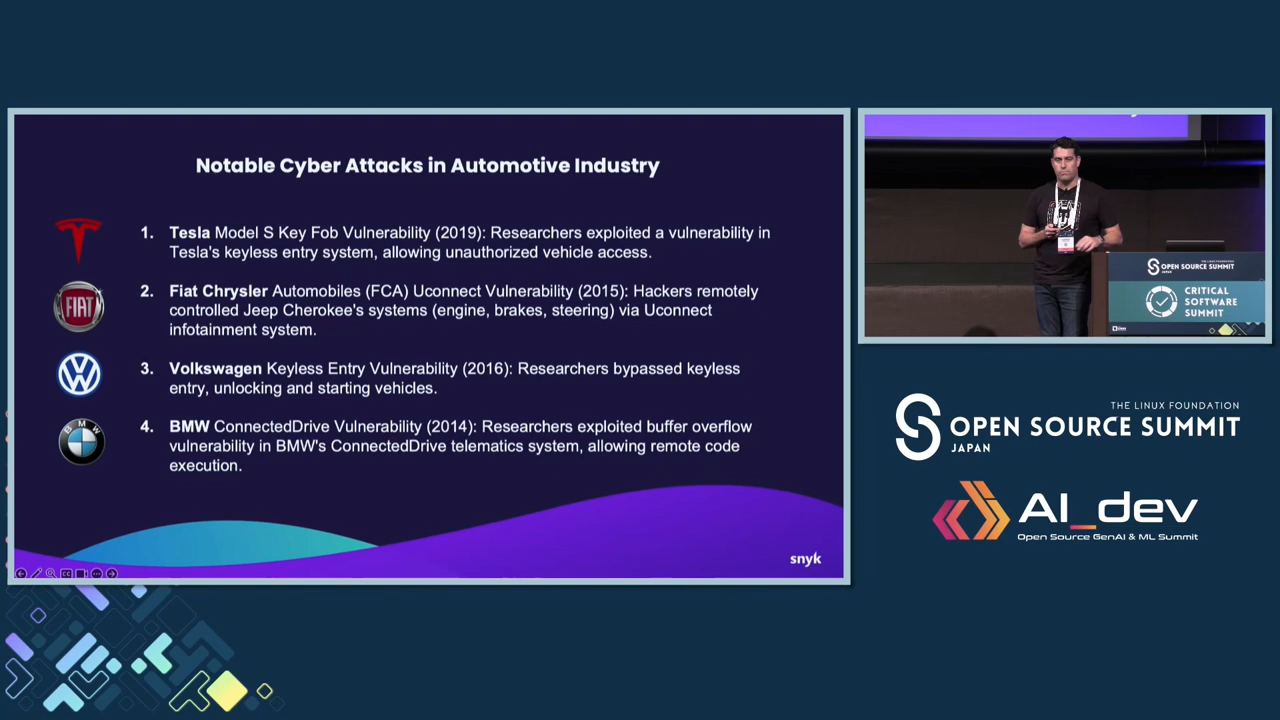 Notable Cyber Attacks in Automotive Industry
1. Tesla Model S Key Fob Vulnerability (2019): Researchers exploited a vulnerability in
Tesla's keyless entry system, allowing unauthorized vehicle access.
FIAT
2. Fiat Chrysler Automobiles (FCA) Uconnect Vulnerability (2015): Hackers remotely
controlled Jeep Cherokee's systems (engine, brakes, steering) via Uconnect
infotainment system.
3. Volkswagen Keyless Entry Vulnerability (2016): Researchers bypassed keyless
entry, unlocking and starting vehicles.
BMW
4. BMW ConnectedDrive Vulnerability (2014): Researchers exploited buffer overflow
vulnerability in BMW's ConnectedDrive telematics system, allowing remote code
execution.
snyk
THE LINUX FOUNDATION
OPEN SOURCE SUMMIT
JAPAN
CRITICAL
SOFTWARE
SUMMIT
THE LINUX FOUNDATION
OPEN SOURCE SUMMIT
JAPAN
AI_dev
Open Source GenAI & ML Summit